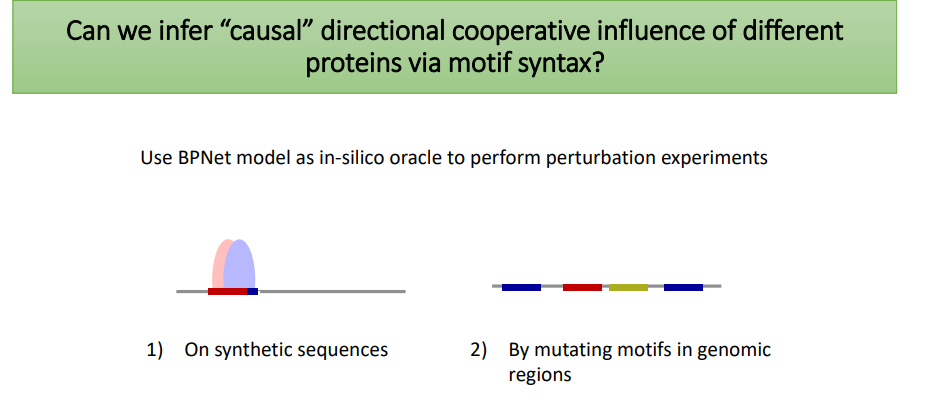 Can we infer “causal” directional cooperative influence of different
proteins via motif syntax?
Use BPNet model as in-silico oracle to perform perturbation experiments
1) On synthetic sequences
2) By mutating motifs in genomic
regions